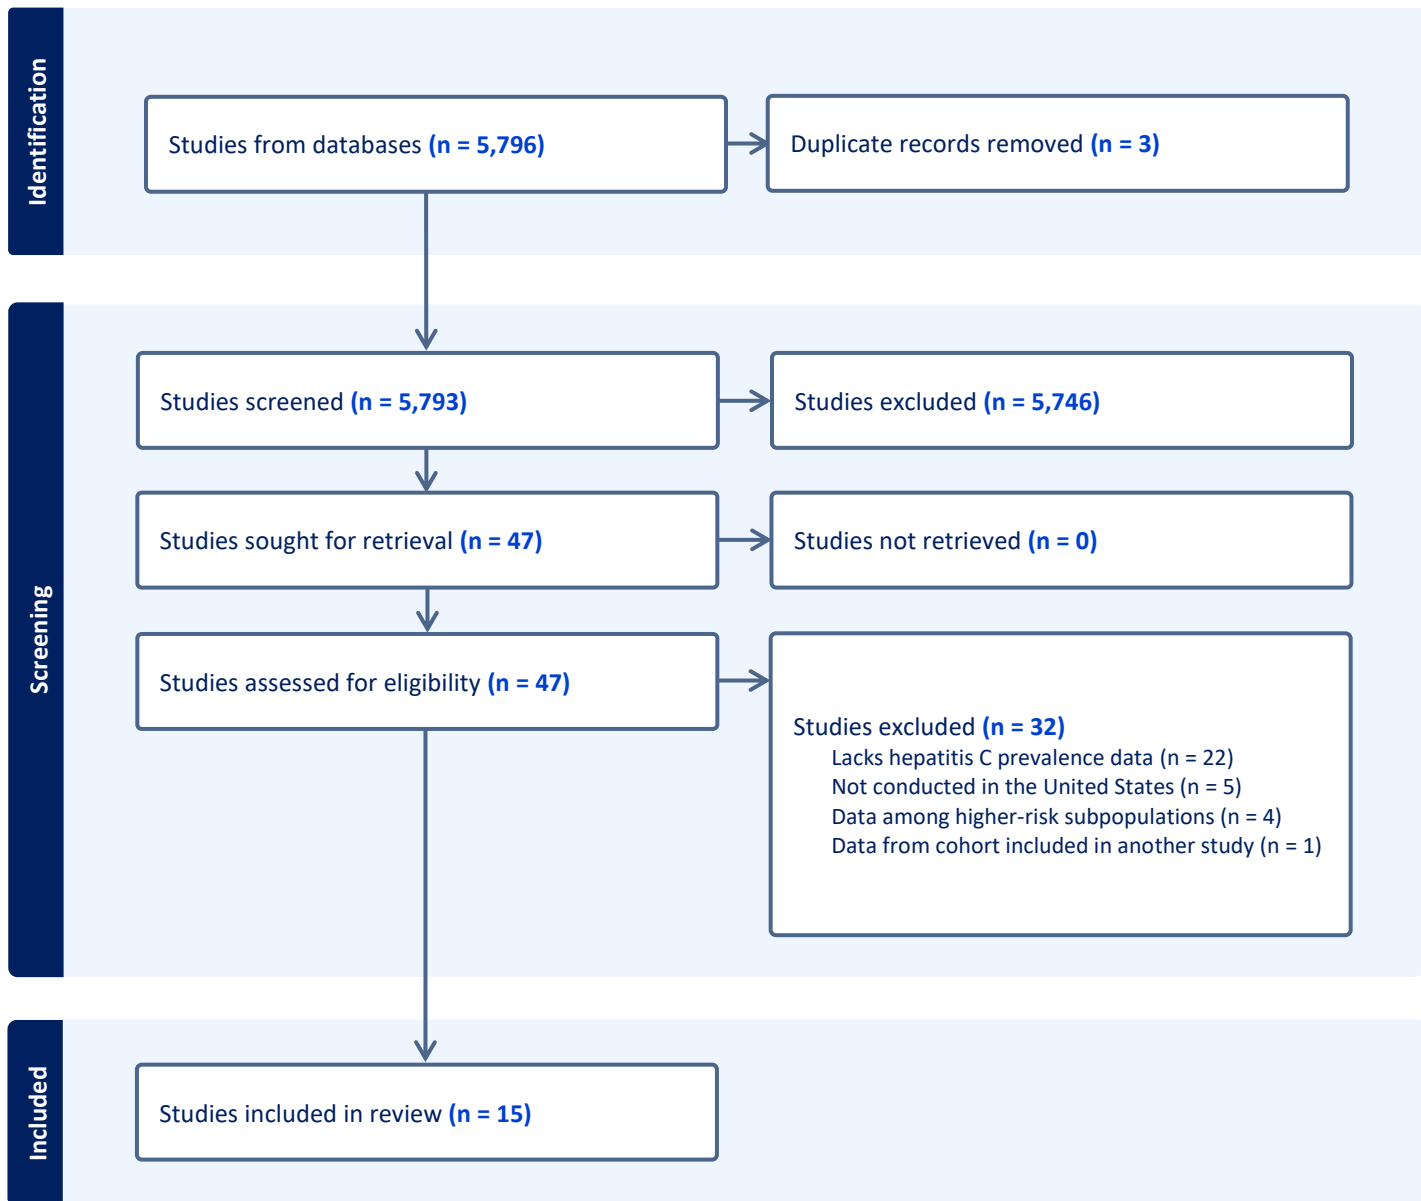 Identification
Studies from databases (n = 5,796)
Duplicate records removed (n = 3)
Screening
Studies screened (n = 5,793)
Studies excluded (n = 5,746)
Studies sought for retrieval (n = 47)
Studies not retrieved (n = 0)
Studies assessed for eligibility (n = 47)
Studies excluded (n = 32)
Lacks hepatitis C prevalence data (n = 22)
Not conducted in the United States (n = 5)
Data among higher-risk subpopulations (n = 4)
Data from cohort included in another study (n = 1)
Included
Studies included in review (n = 15)